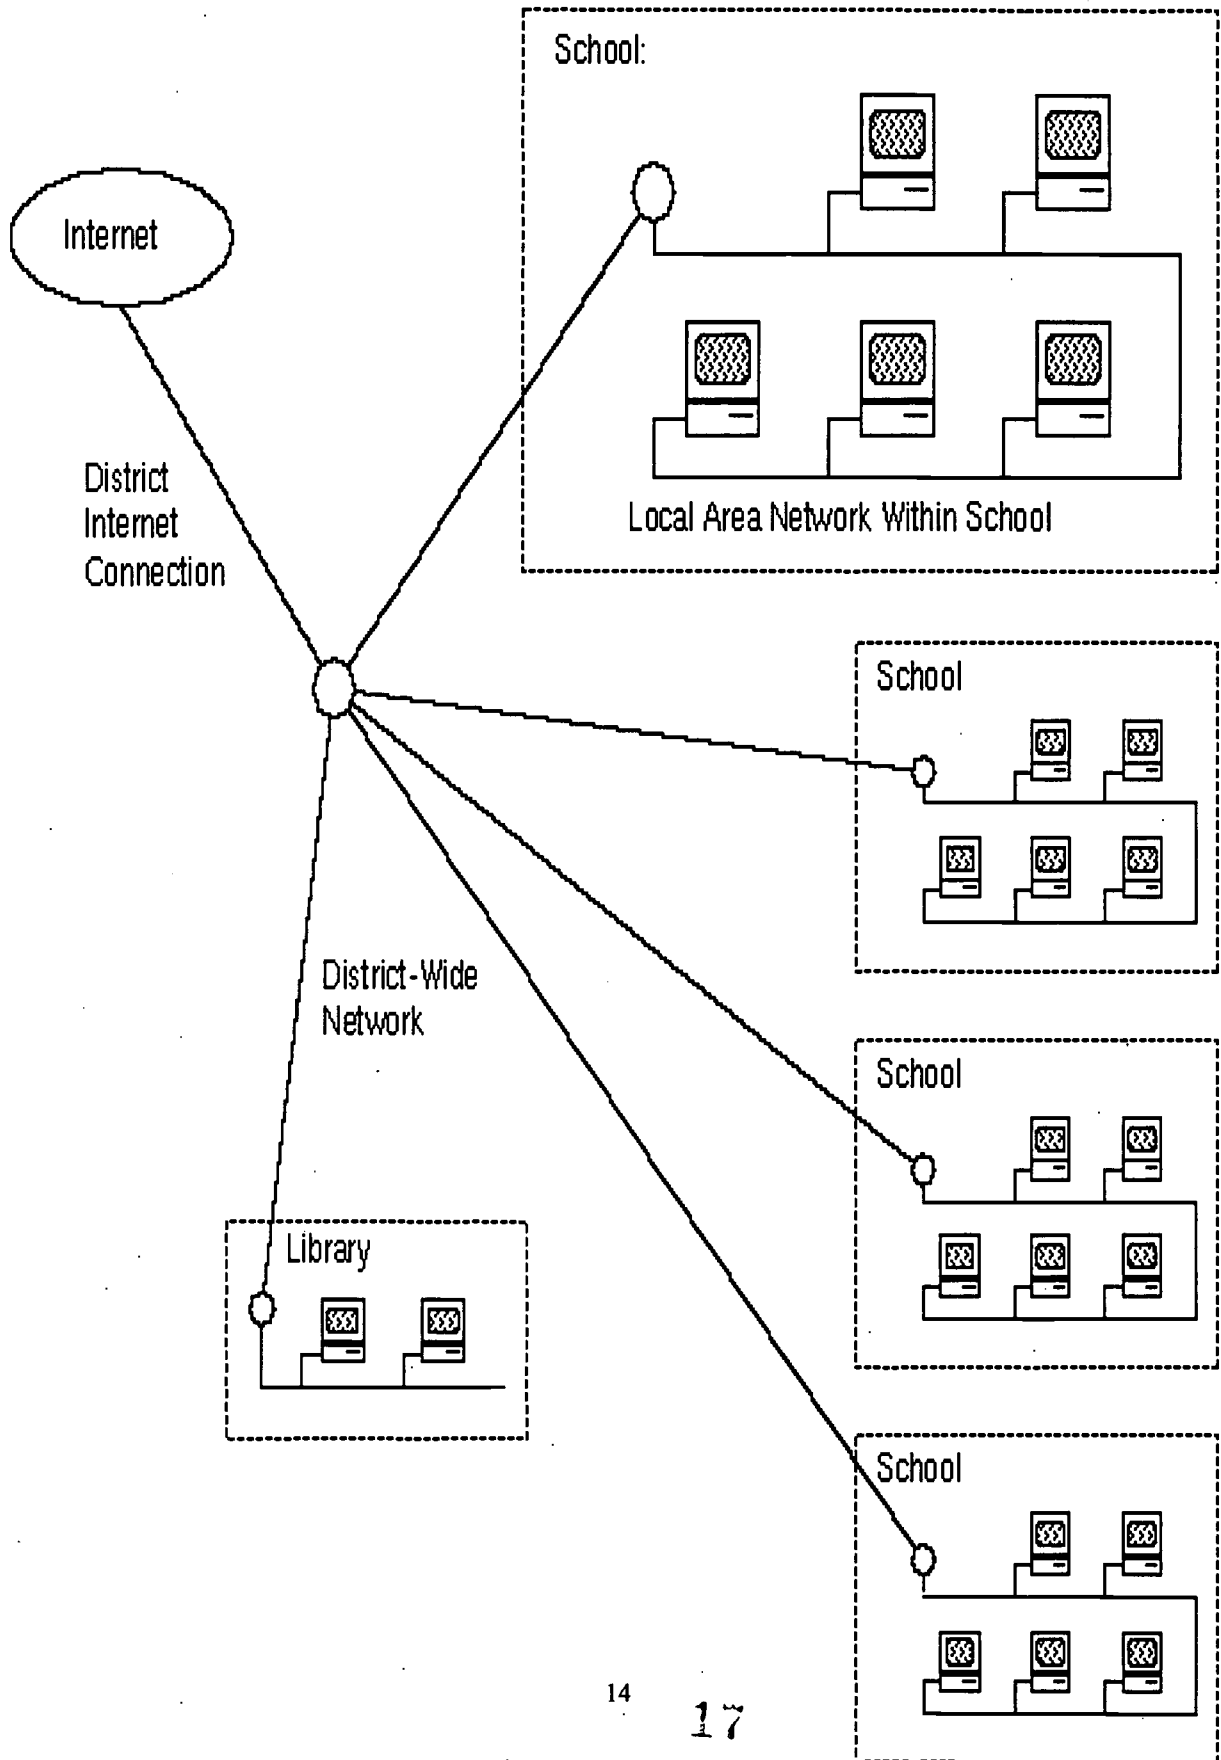 School:
Internet
District
Internet
Connection
Local Area Network Within School
School
District-Wide
Network
School
Library
School
14
17